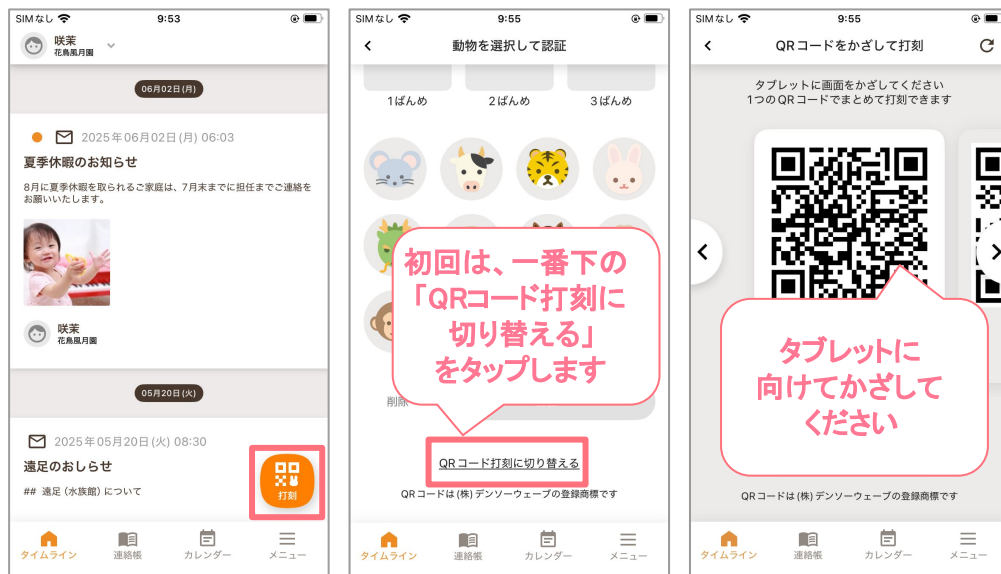 SIMなし 9:53
咲茉
花鳥風月園
06月02日(月)
2025年06月02日(月) 06:03
夏季休暇のお知らせ
8月に夏季休暇を取られるご家庭は、7月末までに担任までご連絡を
お願いいたします。
咲茉
花鳥風月園
05月20日(火)
2025年05月20日(火) 08:30
遠足のおしらせ
## 遠足(水族館)について
打刻
タイムライン 連絡帳 カレンダー メニュー
SIMなし 9:55
動物を選択して認証
1ばんめ 2ばんめ 3ばんめ
初回は、一番下の
「QRコード打刻に
切り替える」
をタップします
削除
QRコード打刻に切り替える
QRコードは(株)デンソーウェーブの登録商標です
タイムライン 連絡帳 カレンダー メニュー
SIMなし 9:55
QRコードをかざして打刻
タブレットに画面をかざしてください
1つのQRコードでまとめて打刻できます
タブレットに
向けてかざして
ください
QRコードは(株)デンソーウェーブの登録商標です
タイムライン 連絡帳 カレンダー メニュー